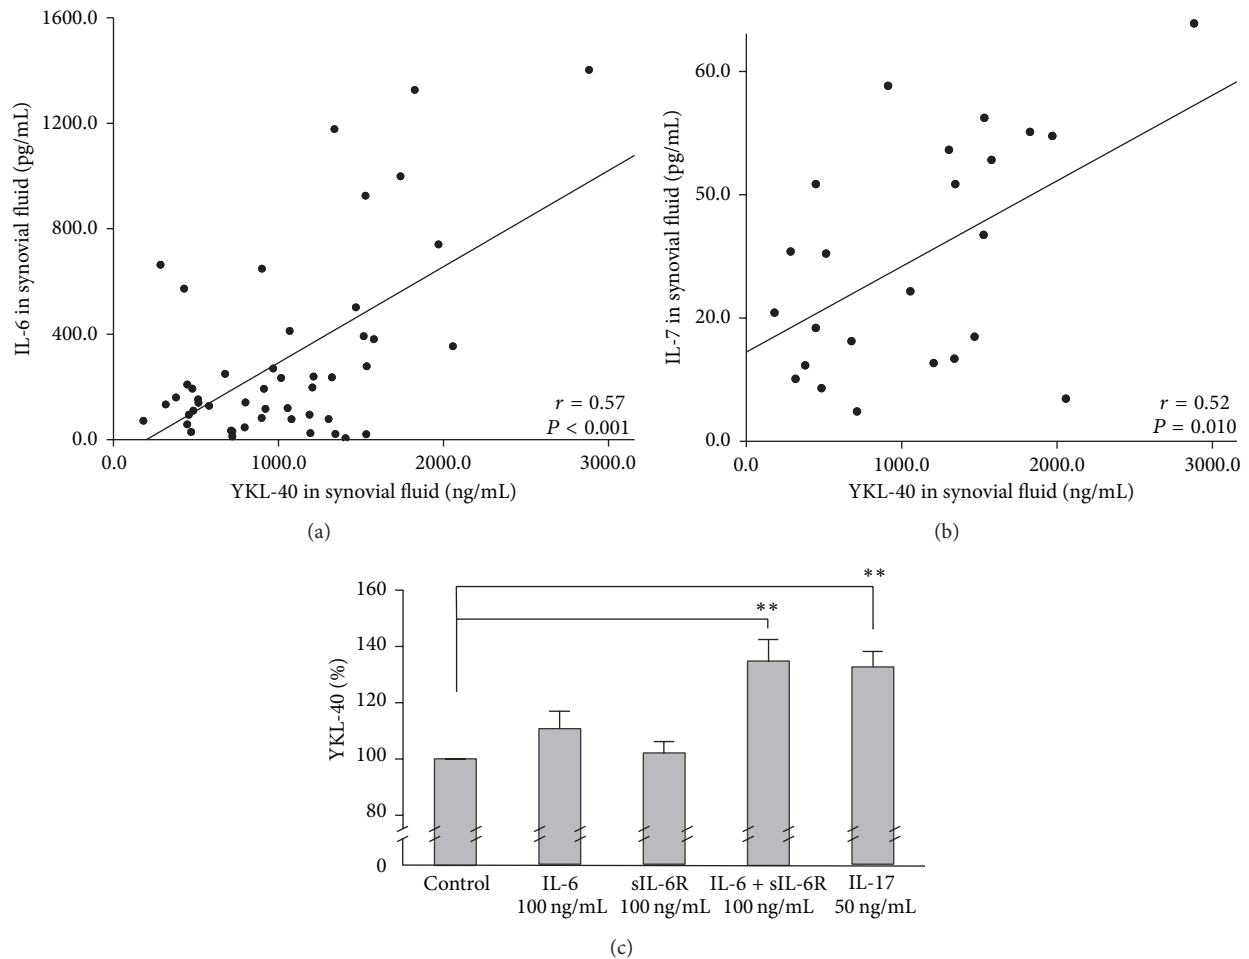 1600.0
1200.0
800.0
400.0
0.0
IL-6 in synovial fluid (pg/mL)
r = 0.57
P < 0.001
0.0 1000.0 2000.0 3000.0
YKL-40 in synovial fluid (ng/mL)
(a)
60.0
50.0
20.0
0.0
IL-7 in synovial fluid (pg/mL)
r = 0.52
P = 0.010
0.0 1000.0 2000.0 3000.0
YKL-40 in synovial fluid (ng/mL)
(b)
160
140
120
100
80
0
YKL-40 (%)
**
**
Control IL-6 sIL-6R IL-6 + sIL-6R IL-17
100 ng/mL 100 ng/mL 100 ng/mL 50 ng/mL
(c)